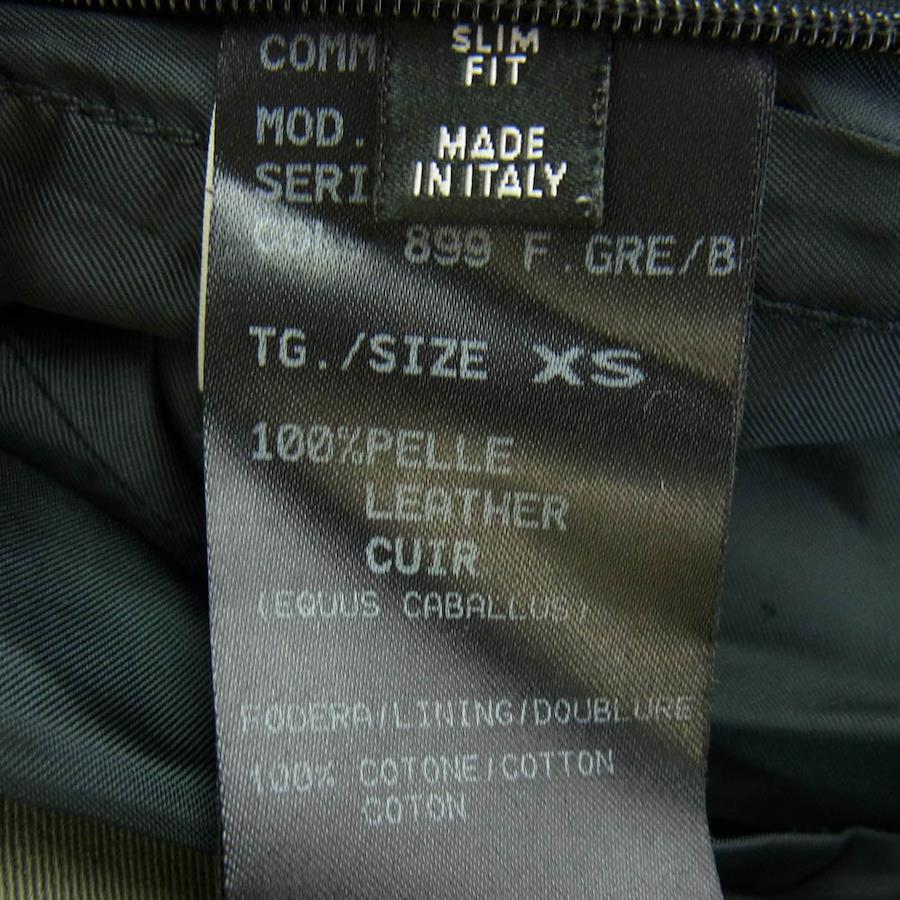 SLIM
FIT
MADE
IN ITALY
COMM
MOD.
SERI
COL. 899 F.GRE/B
TG./SIZE XS
100%PELLE
LEATHER
CUIR
(EQUUS CABALLUS)
FODERA/LINING/DOUBLURE
100% COTONE/COTTON
COTON